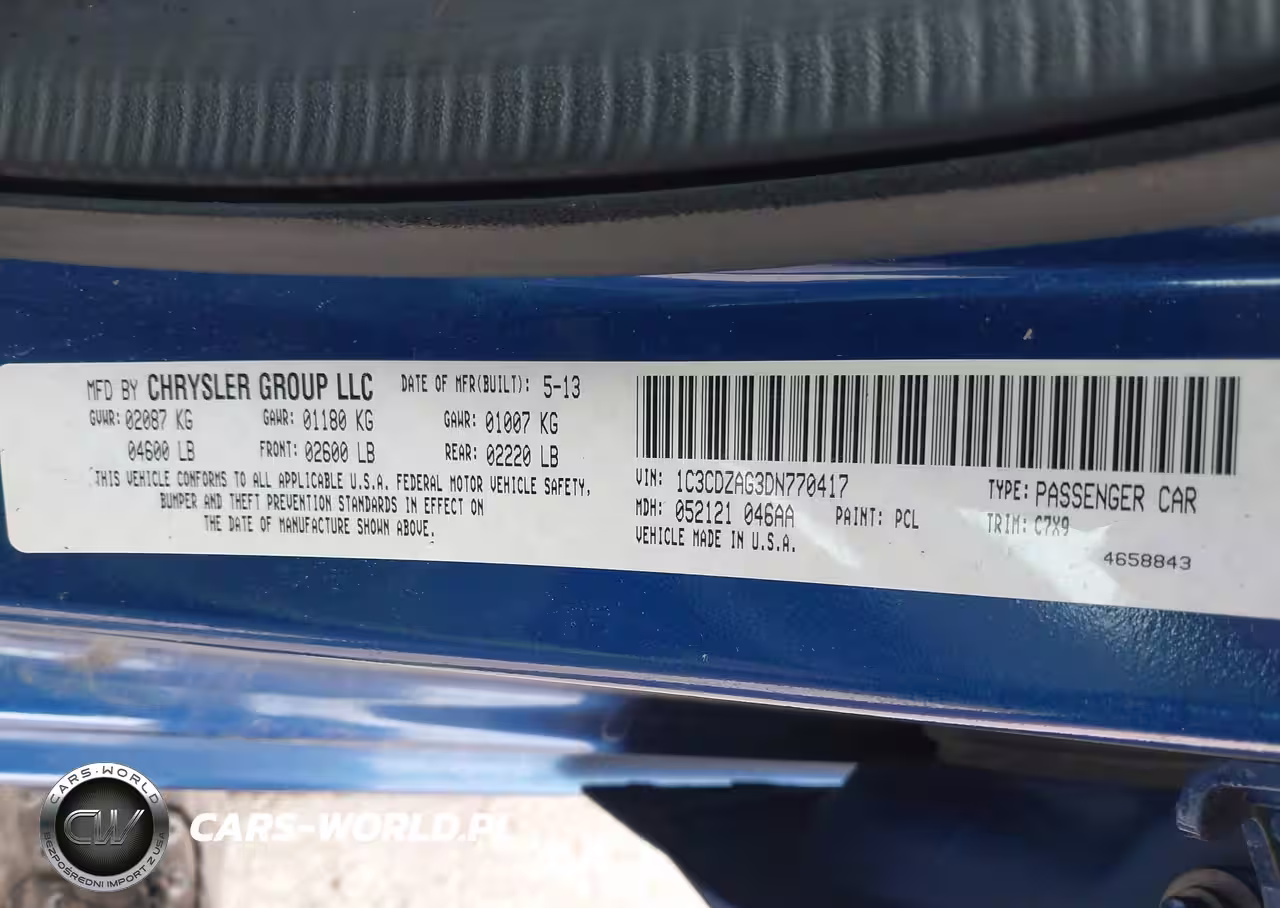 MFD BY CHRYSLER GROUP LLC DATE OF MFR(BUILT): 5-13
GVWR: 02087 KG GAWR: 01180 KG GAWR: 01007 KG
04600 LB FRONT: 02600 LB REAR: 02220 LB
THIS VEHICLE CONFORMS TO ALL APPLICABLE U.S.A. FEDERAL MOTOR VEHICLE SAFETY,
BUMPER AND THEFT PREVENTION STANDARDS IN EFFECT ON
THE DATE OF MANUFACTURE SHOWN ABOVE.
VIN: 1C3CDZAG3DN770417 TYPE: PASSENGER CAR
MDH: 052121 046AA PAINT: PCL TRIM: C7X9
VEHICLE MADE IN U.S.A.
4658843
CARS-WORLD
CW
BEZPOŚREDNI IMPORT Z USA
CARS-WORLD.PL